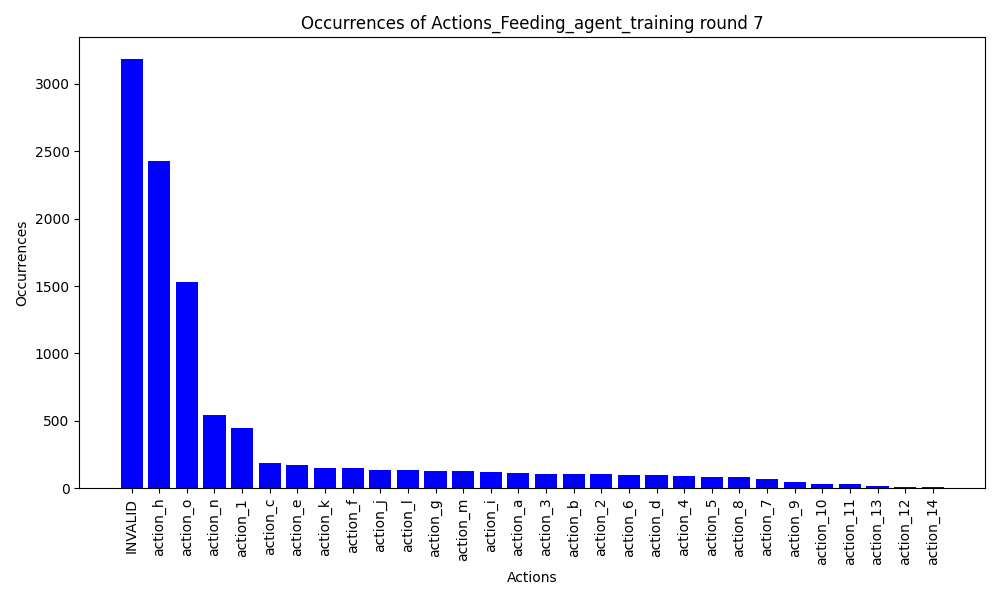 Occurrences of Actions_Feeding_agent_training round 7
Occurrences
3000
2500
2000
1500
1000
500
0
INVALID
action_h
action_o
action_n
action_1
action_c
action_e
action_k
action_f
action_j
action_l
action_g
action_m
action_i
action_a
action_3
action_b
action_2
action_6
action_d
action_4
action_5
action_8
action_7
action_9
action_10
action_11
action_13
action_12
action_14
Actions